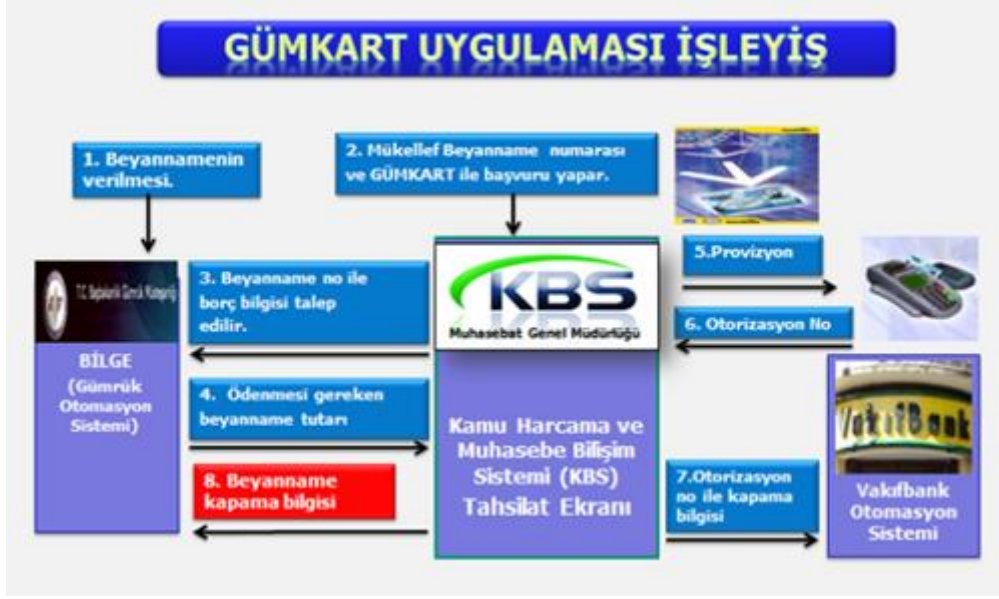 GÜMKART UYGULAMASI İŞLEYİŞ
1. Beyannamenin
verilmesi.
2. Mükellef Beyanname numarası
ve GÜMKART ile başvuru yapar.
3. Beyanname no ile
borç bilgisi talep
edilir.
KBS
Muhasebat Genel Müdürlüğü
5.Provizyon
6. Otorizasyon No
BİLGE
(Gümrük
Otomasyon
Sistemi)
4. Ödenmesi gereken
beyanname tutarı
8. Beyanname
kapama bilgisi
Kamu Harcama ve
Muhasebe Bilişim
Sistemi (KBS)
Tahsilat Ekranı
7.Otorizasyon
no ile kapama
bilgisi
VakıfBank
Vakıfbank
Otomasyon
Sistemi